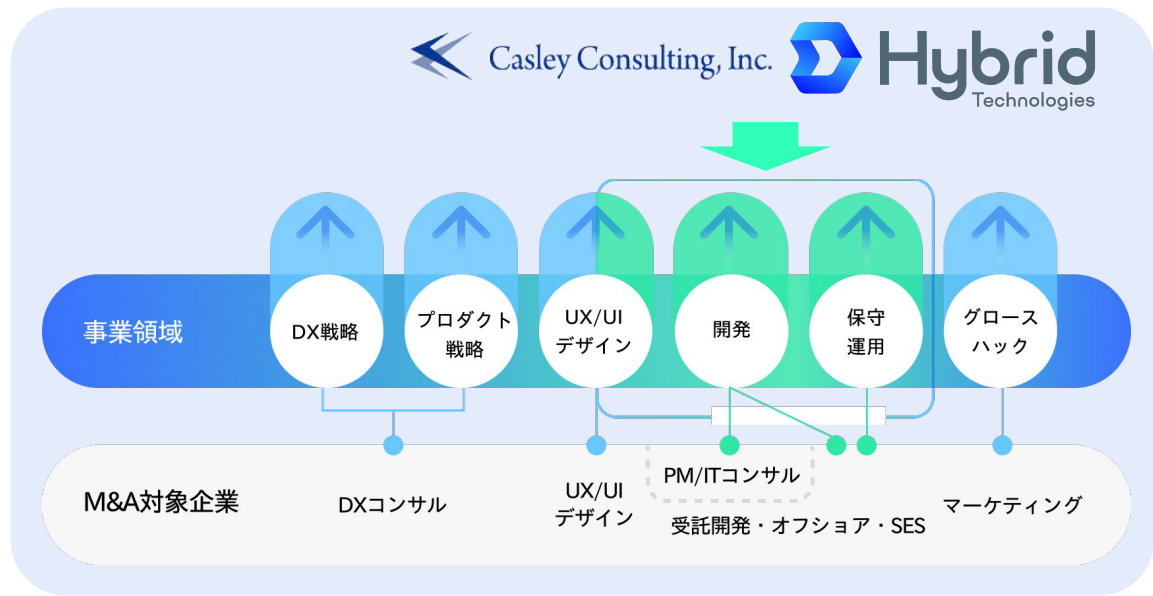 Casley Consulting, Inc.
Hybrid
Technologies
事業領域
DX戦略
プロダクト
戦略
UX/UI
デザイン
開発
保守
運用
グロース
ハック
M&A対象企業
DXコンサル
UX/UI
デザイン
PM/ITコンサル
受託開発・オフショア・SES
マーケティング